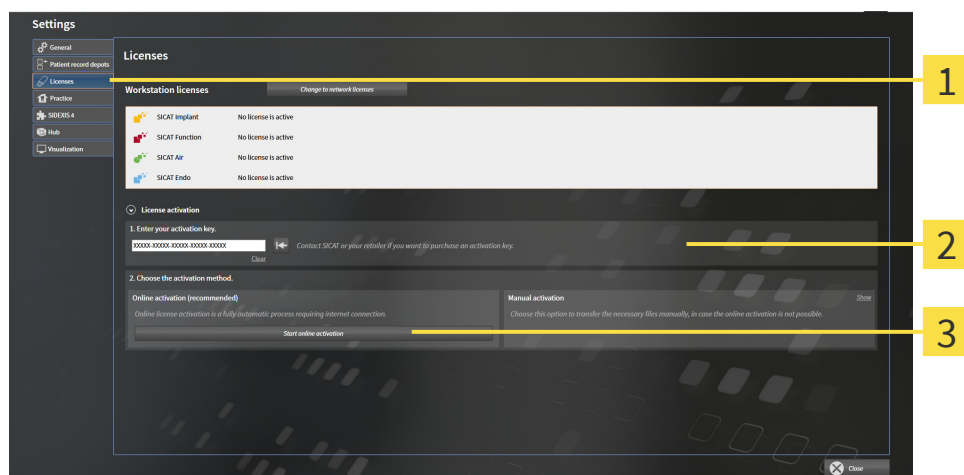 Settings
General
Patient record depots
Licenses
Practice
SIDEXIS 4
Hub
Visualization
Licenses
Workstation licenses
Change to network licenses
SICAT Implant No license is active
SICAT Function No license is active
SICAT Air No license is active
SICAT Endo No license is active
License activation
1. Enter your activation key.
XXXXX-XXXXX-XXXXX-XXXXX-XXXXX
Contact SICAT or your retailer if you want to purchase an activation key.
Clear
2. Choose the activation method.
Online activation (recommended)
Online license activation is a fully automatic process requiring internet connection.
Start online activation
Manual activation
Show
Choose this option to transfer the necessary files manually, in case the online activation is not possible.
Close
1
2
3